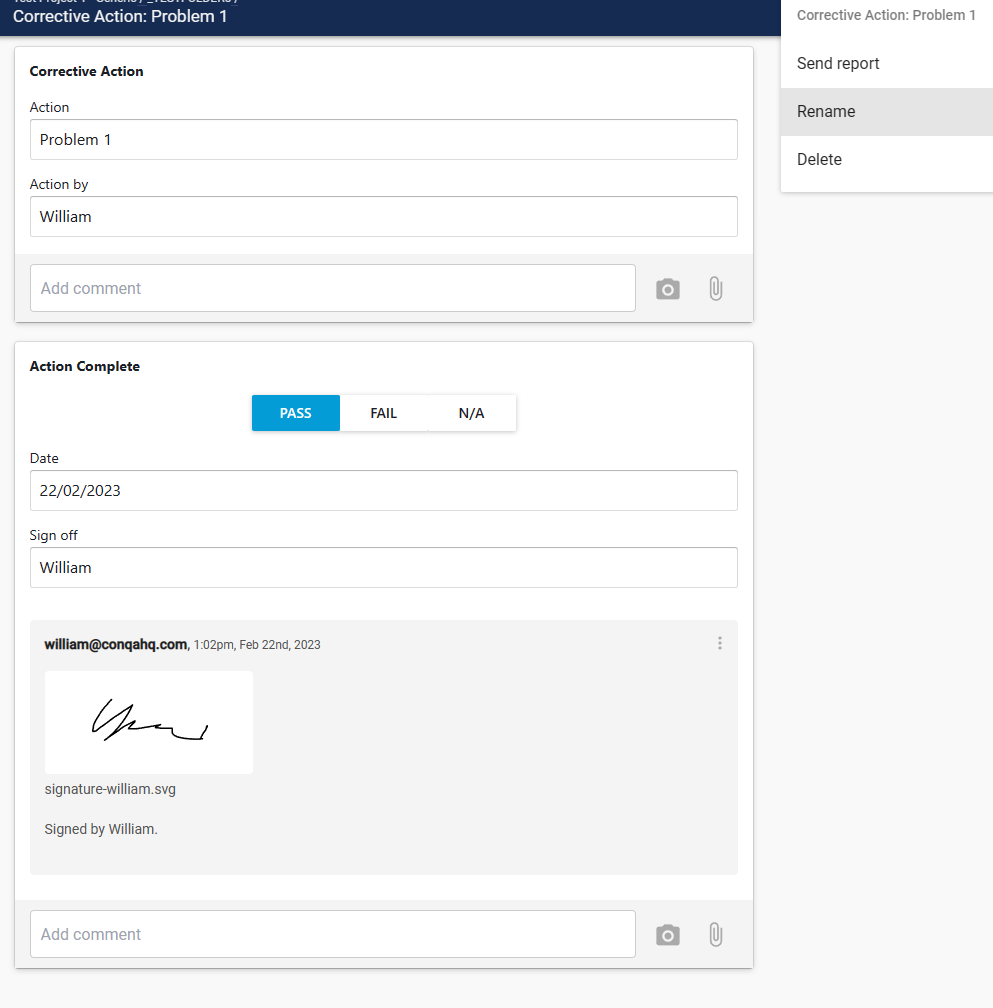 Corrective Action: Problem 1
Corrective Action: Problem 1
Send report
Rename
Delete
Corrective Action
Action
Problem 1
Action by
William
Add comment
Action Complete
PASS FAIL N/A
Date
22/02/2023
Sign off
William
william@conqahq.com, 1:02pm, Feb 22nd, 2023
signature-william.svg
Signed by William.
Add comment